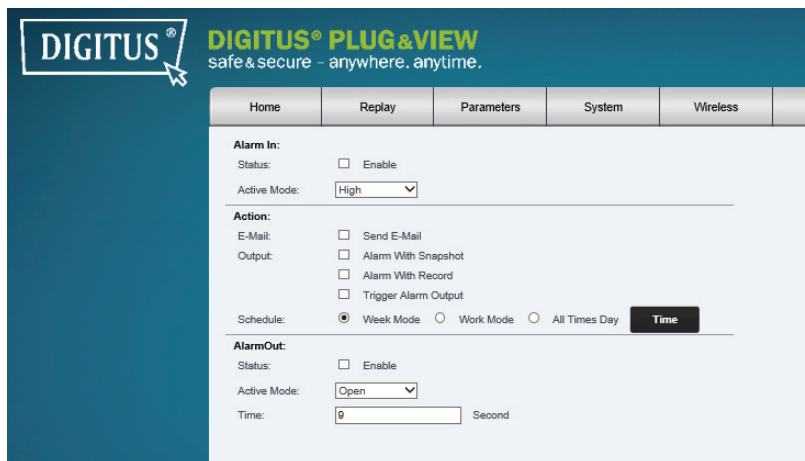 DIGITUS®
DIGITUS® PLUG&VIEW
safe & secure – anywhere. anytime.
Home Replay Parameters System Wireless
Alarm In:
Status: Enable
Active Mode: High
Action:
E-Mail: Send E-Mail
Output: Alarm With Snapshot
Alarm With Record
Trigger Alarm Output
Schedule: Week Mode Work Mode All Times Day Time
AlarmOut:
Status: Enable
Active Mode: Open
Time: 9 Second